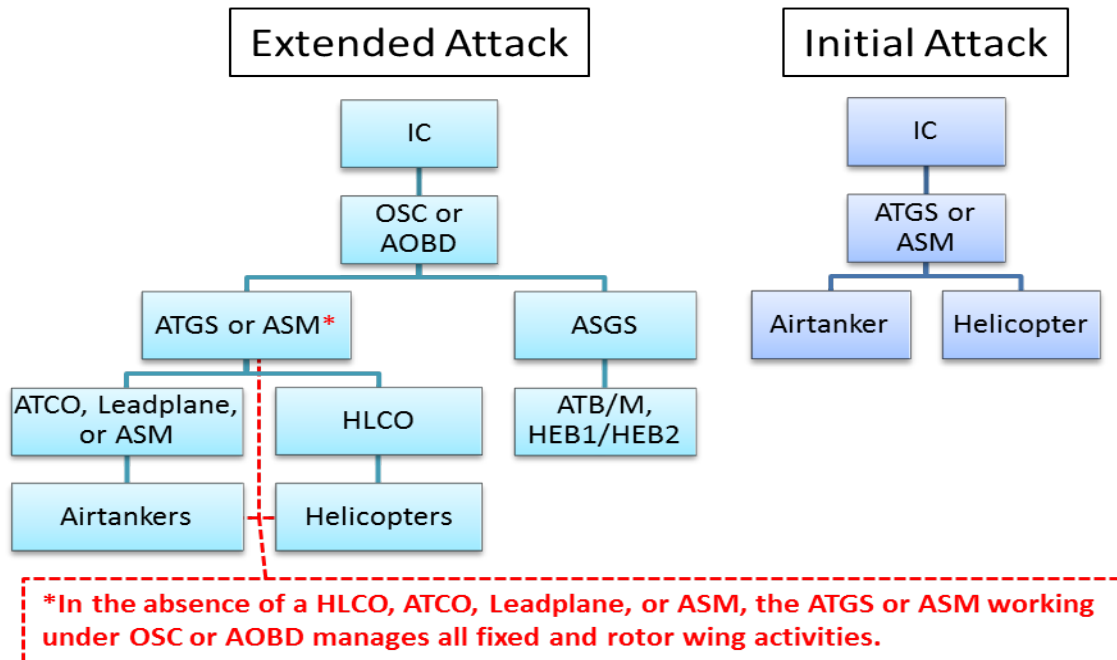 Extended Attack
IC
OSC or
AOBD
ATGS or ASM*
ASGS
ATCO, Leadplane,
or ASM
HLCO
ATB/M,
HEB1/HEB2
Airtankers
Helicopters
Initial Attack
IC
ATGS or
ASM
Airtanker
Helicopter
*In the absence of a HLCO, ATCO, Leadplane, or ASM, the ATGS or ASM working
under OSC or AOBD manages all fixed and rotor wing activities.